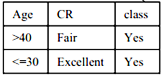 Age CR class
>40 Fair Yes
<=30 Excellent Yes